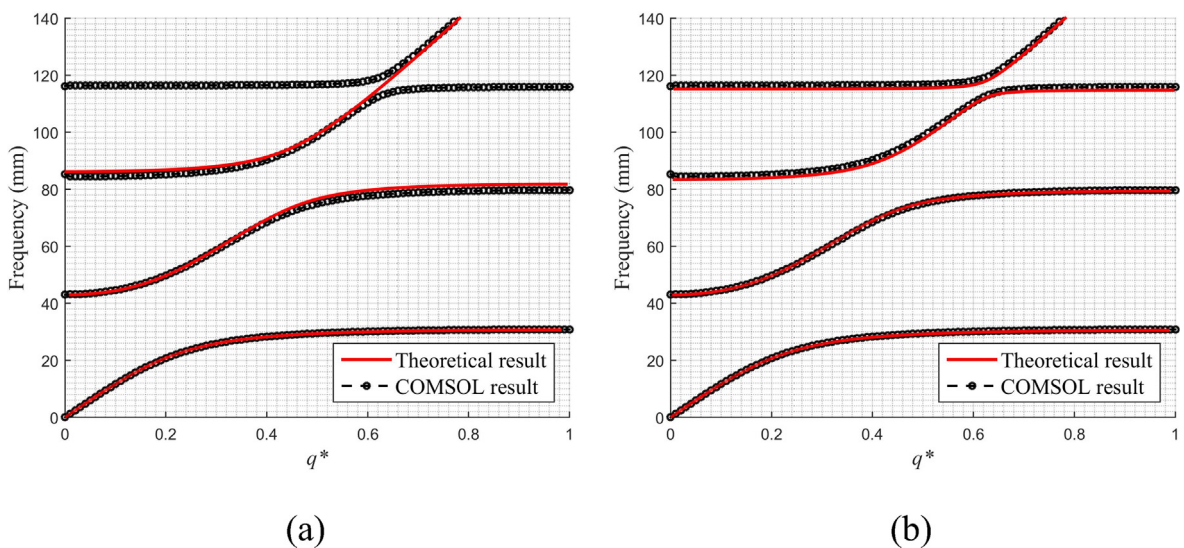 140
120
100
80
60
40
20
0
Frequency (mm)
0 0.2 0.4 0.6 0.8 1
q*
Theoretical result
COMSOL result
(a)
140
120
100
80
60
40
20
0
Frequency (mm)
0 0.2 0.4 0.6 0.8 1
q*
Theoretical result
COMSOL result
(b)